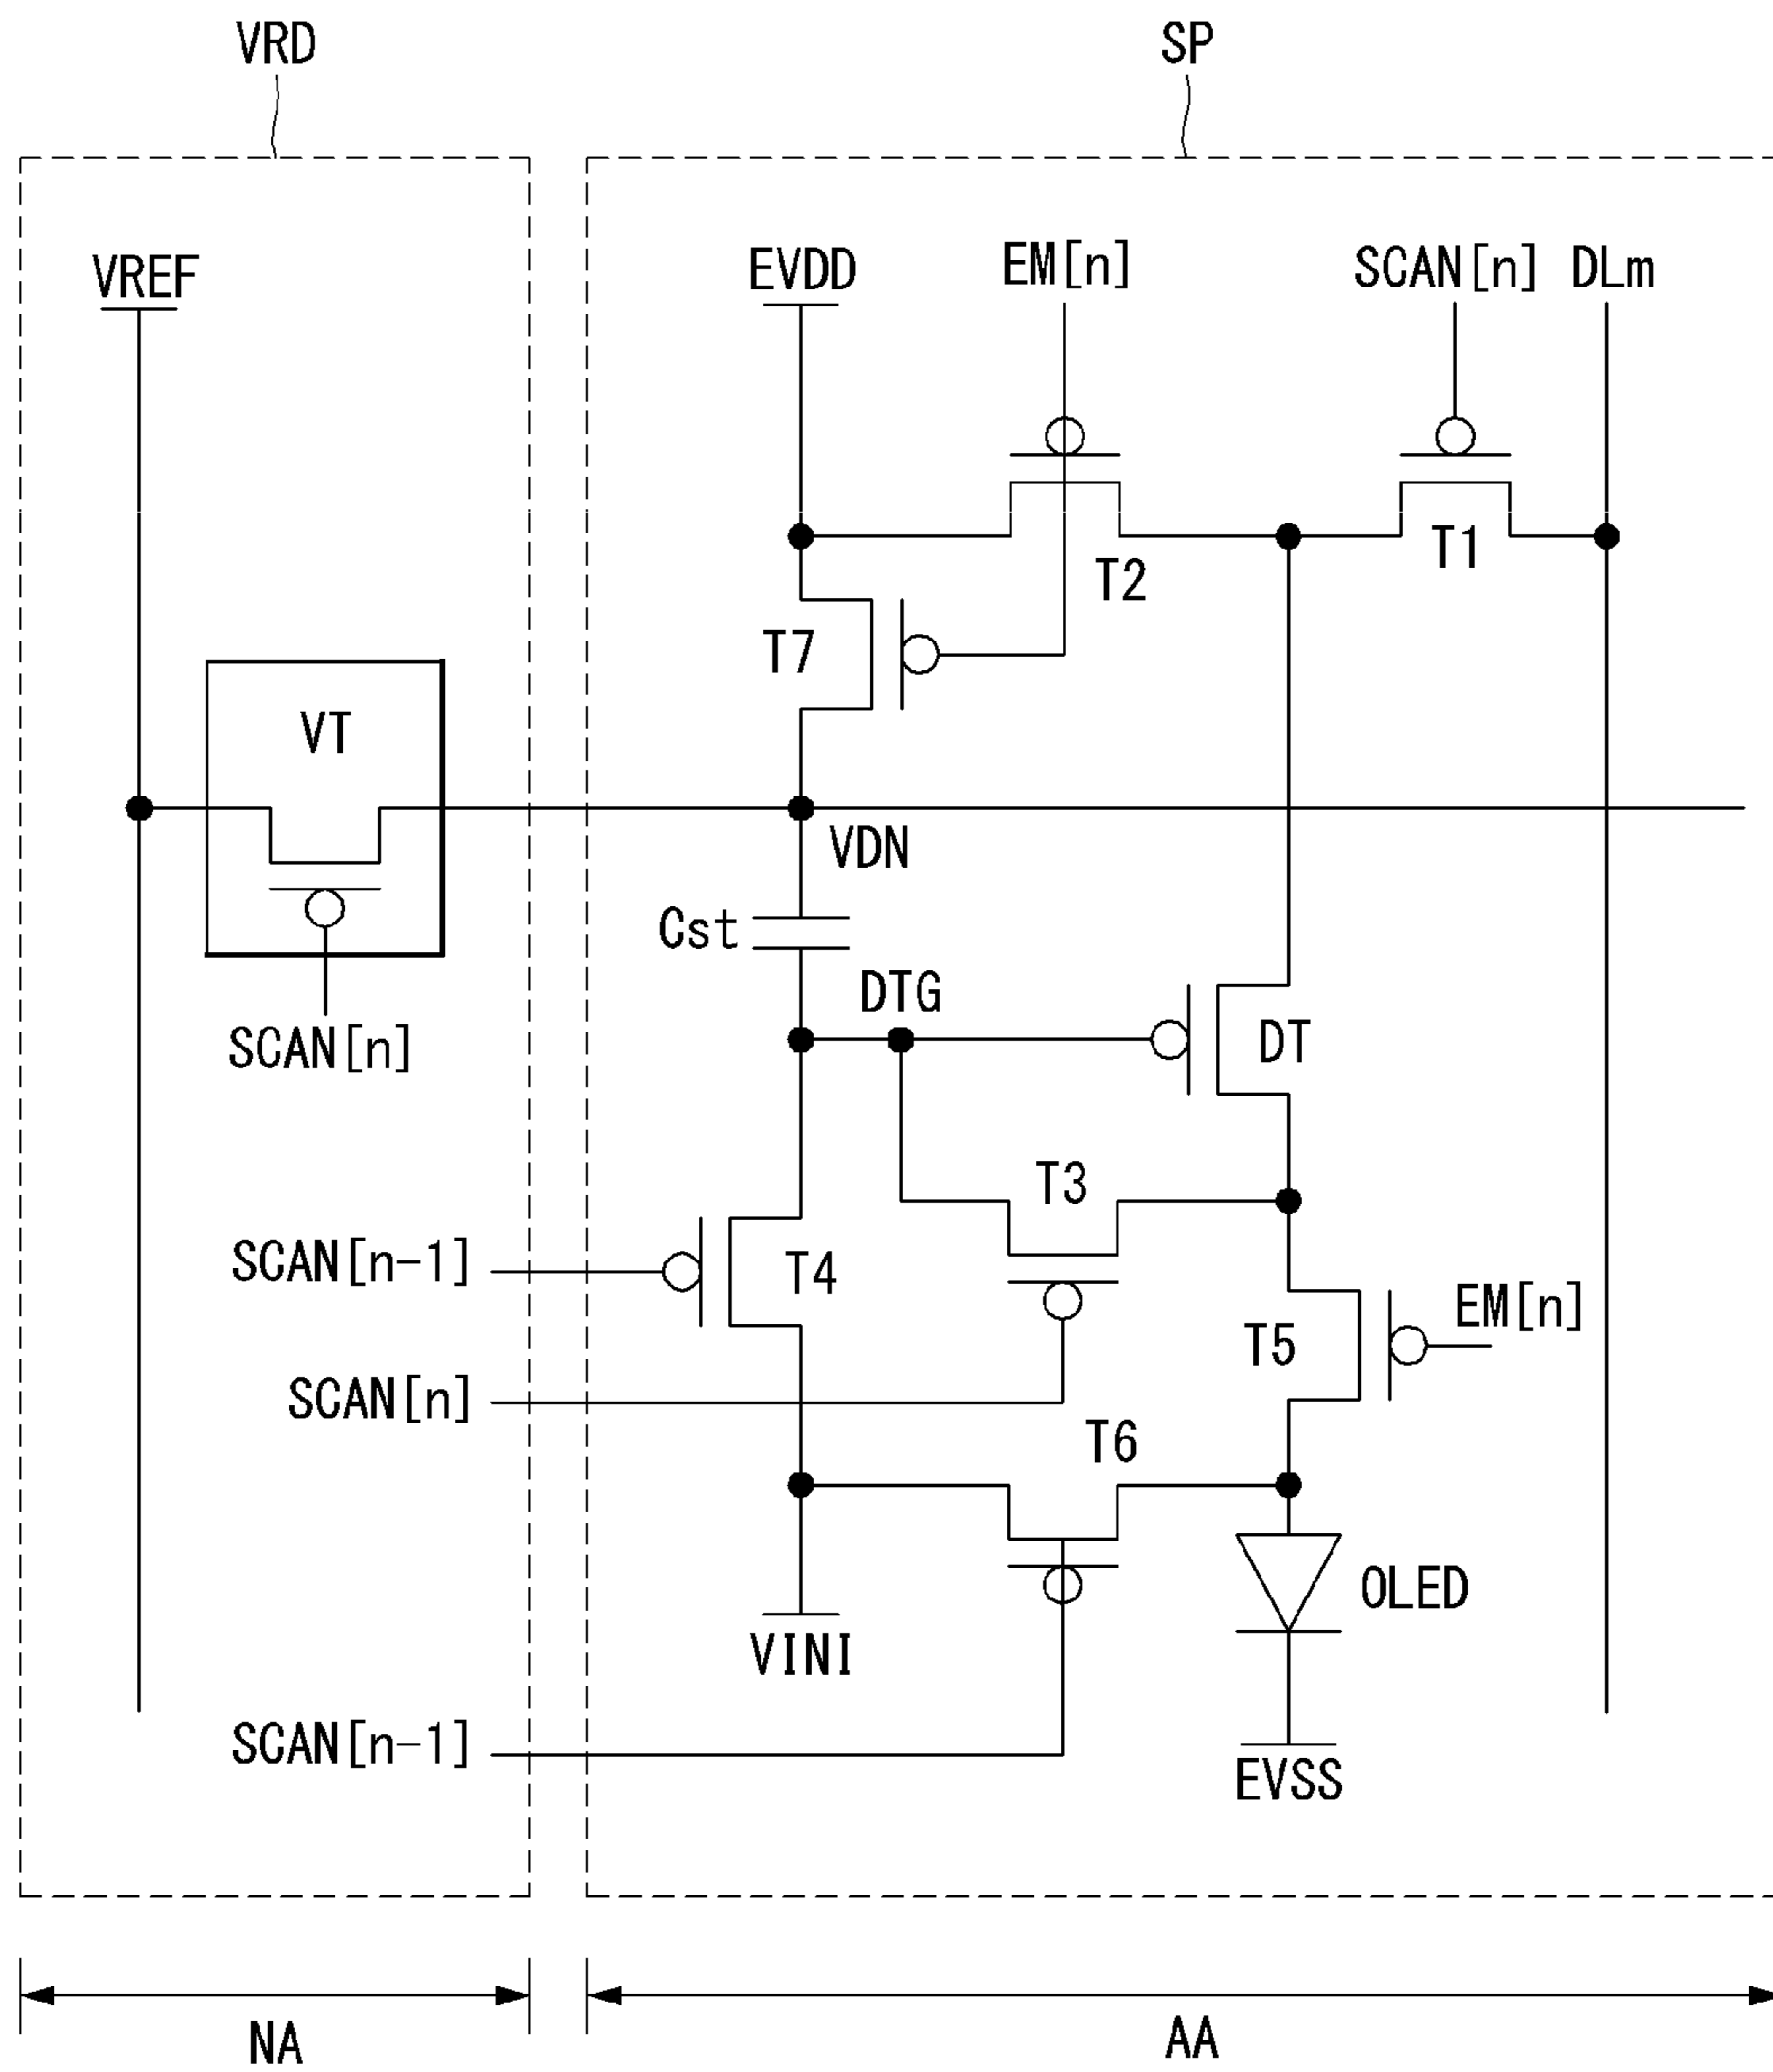 VRD
SP
VREF
EVDD
EM[n]
SCAN[n]
DLm
T1
T2
T7
VT
VDN
Cst
DTG
SCAN[n]
DT
T3
SCAN[n-1]
T4
EM[n]
T5
SCAN[n]
T6
OLED
VINI
SCAN[n-1]
EVSS
NA
AA